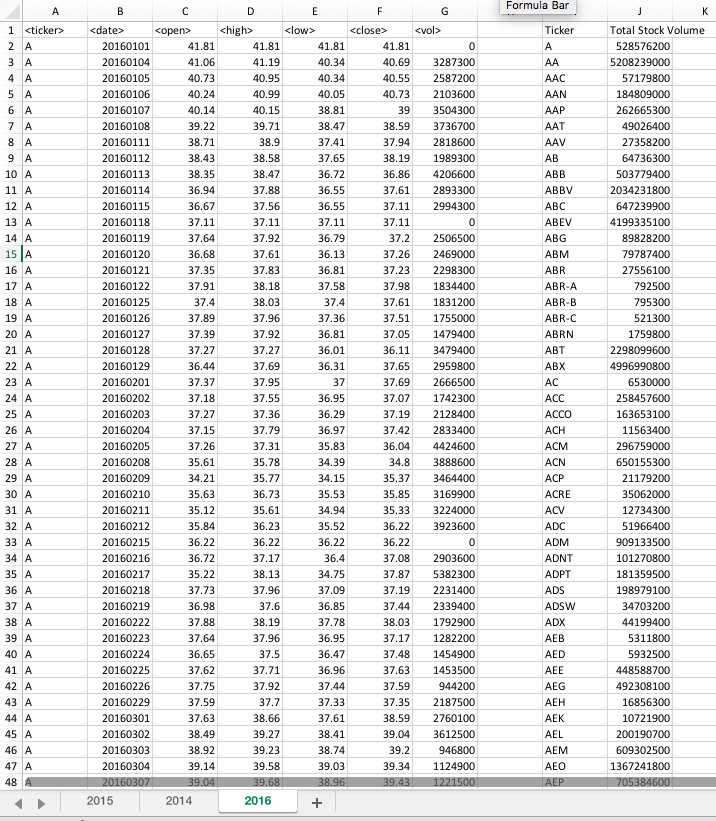 Formula Bar
A B C D E F G I J K
1 <ticker> <date> <open> <high> <low> <close> <vol> Ticker Total Stock Volume
2 A 20160101 41.81 41.81 41.81 41.81 0 A 528576200
3 A 20160104 41.06 41.19 40.34 40.69 3287300 AA 5208239000
4 A 20160105 40.73 40.95 40.34 40.55 2587200 AAC 57179800
5 A 20160106 40.24 40.99 40.05 40.73 2103600 AAN 184809000
6 A 20160107 40.14 40.15 38.81 39 3504300 AAP 262665300
7 A 20160108 39.22 39.71 38.47 38.59 3736700 AAT 49026400
8 A 20160111 38.71 38.9 37.41 37.94 2818600 AAV 27358200
9 A 20160112 38.43 38.58 37.65 38.19 1989300 AB 64736300
10 A 20160113 38.35 38.47 36.72 36.86 4206600 ABB 503779400
11 A 20160114 36.94 37.88 36.55 37.61 2893300 ABBV 2034231800
12 A 20160115 36.67 37.56 36.55 37.11 2994300 ABC 647239900
13 A 20160118 37.11 37.11 37.11 37.11 0 ABEV 4199335100
14 A 20160119 37.64 37.92 36.79 37.2 2506500 ABG 89828200
15 A 20160120 36.68 37.61 36.13 37.26 2469000 ABM 79787400
16 A 20160121 37.35 37.83 36.81 37.23 2298300 ABR 27556100
17 A 20160122 37.91 38.18 37.58 37.98 1834400 ABR-A 792500
18 A 20160125 37.4 38.03 37.4 37.61 1831200 ABR-B 795300
19 A 20160126 37.89 37.96 37.36 37.51 1755000 ABR-C 521300
20 A 20160127 37.39 37.92 36.81 37.05 1479400 ABRN 1759800
21 A 20160128 37.27 37.27 36.01 36.11 3479400 ABT 2298099600
22 A 20160129 36.44 37.69 36.31 37.65 2959800 ABX 4996990800
23 A 20160201 37.37 37.95 37 37.69 2666500 AC 6530000
24 A 20160202 37.18 37.55 36.95 37.07 1742300 ACC 258457600
25 A 20160203 37.27 37.36 36.29 37.19 2128400 ACCO 163653100
26 A 20160204 37.15 37.79 36.97 37.42 2833400 ACH 11563400
27 A 20160205 37.26 37.31 35.83 36.04 4424600 ACM 296759000
28 A 20160208 35.61 35.78 34.39 34.8 3888600 ACN 650155300
29 A 20160209 34.21 35.77 34.15 35.37 3464400 ACP 21179200
30 A 20160210 35.63 36.73 35.53 35.85 3169900 ACRE 35062000
31 A 20160211 35.12 35.61 34.94 35.33 3224000 ACV 12734300
32 A 20160212 35.84 36.23 35.52 36.22 3923600 ADC 51966400
33 A 20160215 36.22 36.22 36.22 36.22 0 ADM 909133500
34 A 20160216 36.72 37.17 36.4 37.08 2903600 ADNT 101270800
35 A 20160217 35.22 38.13 34.75 37.87 5382300 ADPT 181359500
36 A 20160218 37.73 37.96 37.09 37.19 2231400 ADS 198979100
37 A 20160219 36.98 37.6 36.85 37.44 2339400 ADSW 34703200
38 A 20160222 37.88 38.19 37.78 38.03 1792900 ADX 44199400
39 A 20160223 37.64 37.96 36.95 37.17 1282200 AEB 5311800
40 A 20160224 36.65 37.5 36.47 37.48 1454900 AED 5932500
41 A 20160225 37.62 37.71 36.96 37.63 1453500 AEE 448588700
42 A 20160226 37.75 37.92 37.44 37.59 944200 AEG 492308100
43 A 20160229 37.59 37.7 37.33 37.35 2187500 AEH 16856300
44 A 20160301 37.63 38.66 37.61 38.59 2760100 AEK 10721900
45 A 20160302 38.49 39.27 38.41 39.04 3612500 AEL 200190700
46 A 20160303 38.92 39.23 38.74 39.2 946800 AEM 609302500
47 A 20160304 39.14 39.58 39.03 39.34 1124900 AEO 1367241800
48 A 20160307 39.04 39.68 38.96 39.43 1221500 AEP 705384600
2015 2014 2016 +